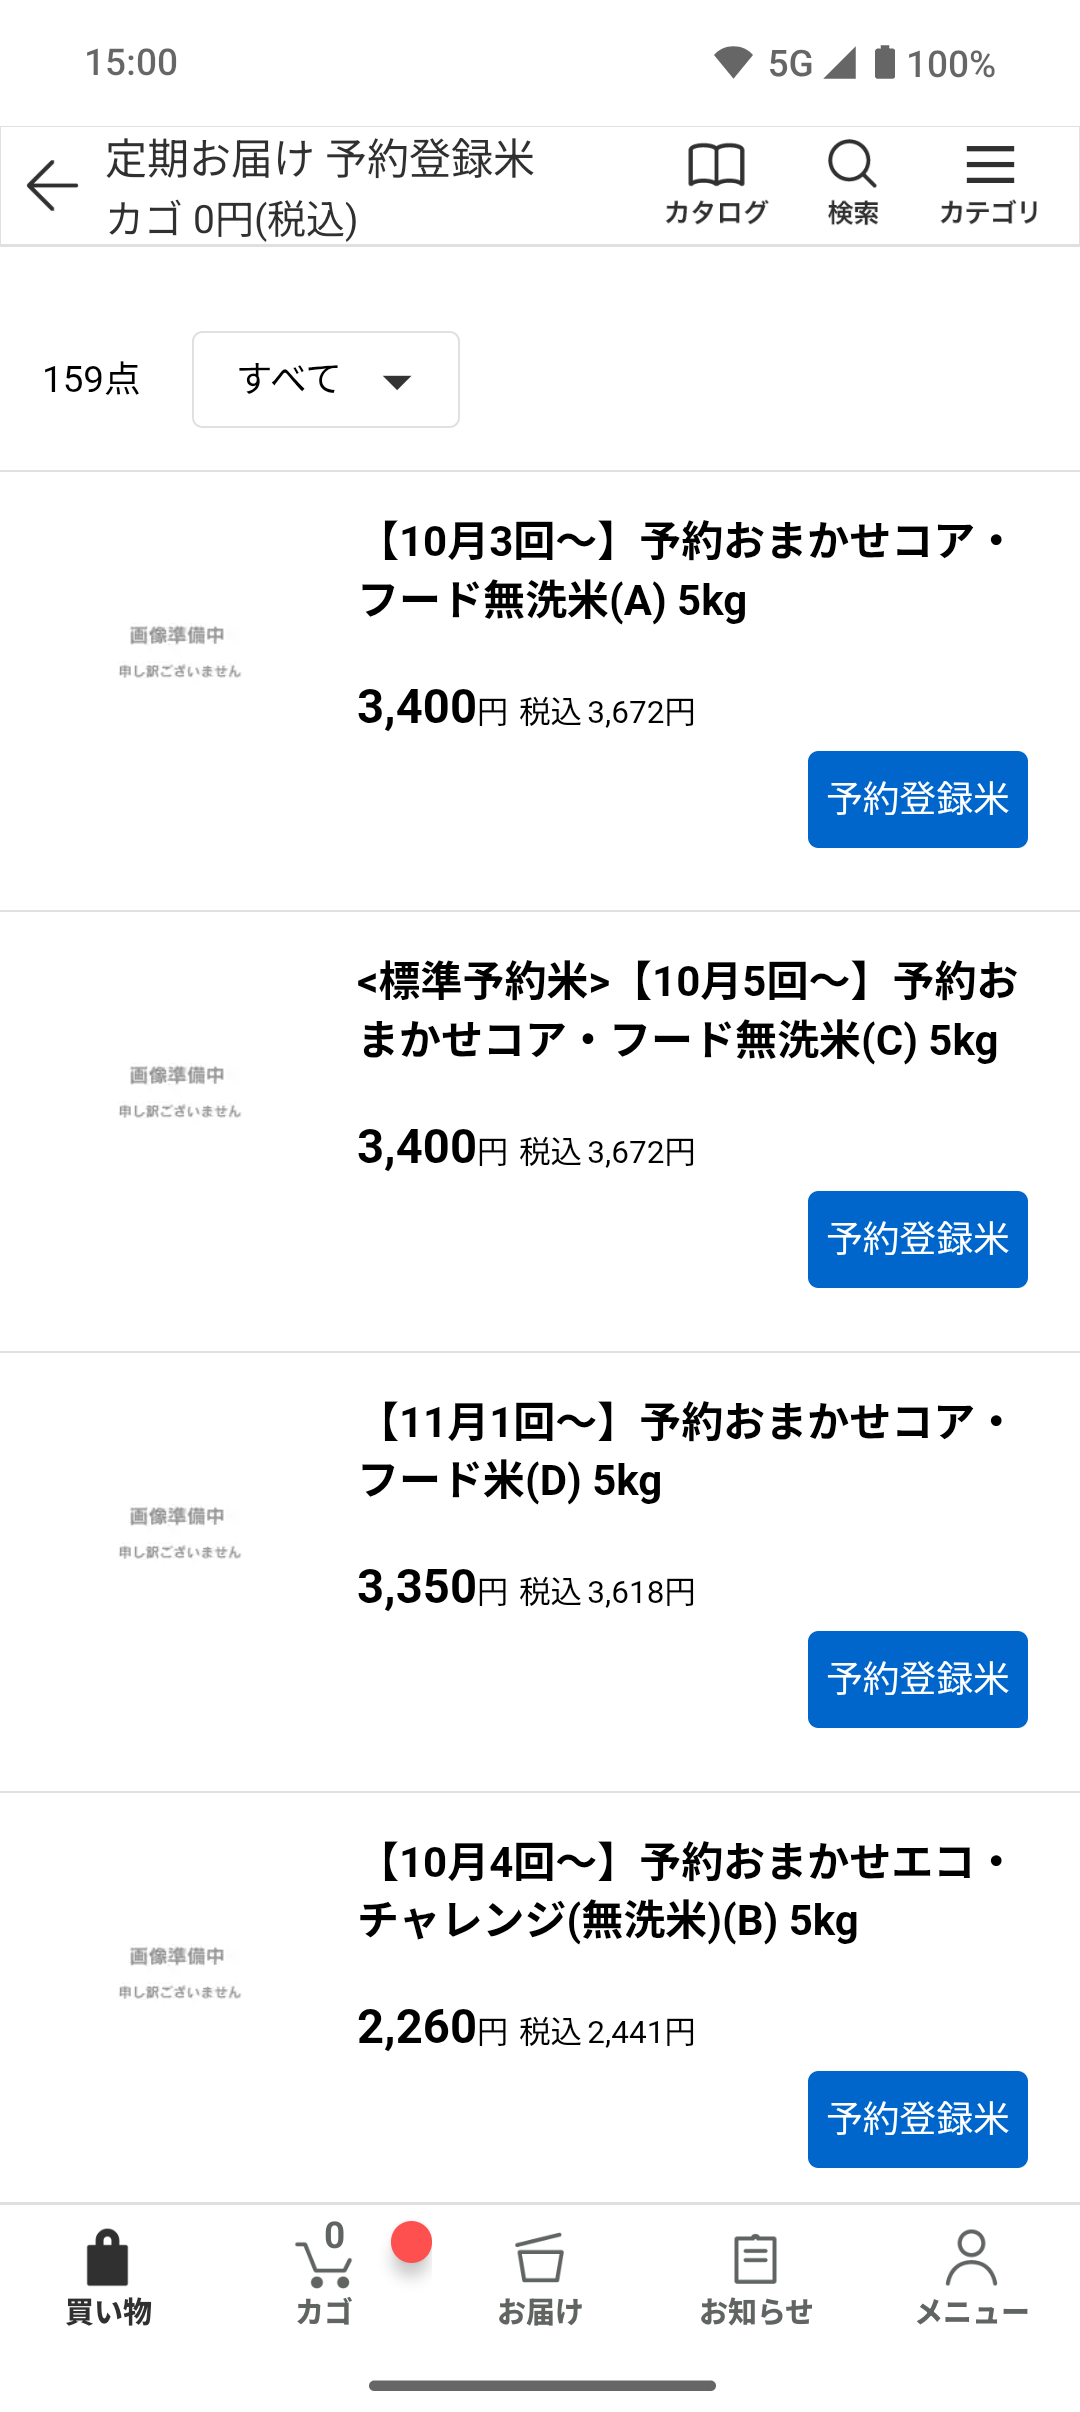 15:00
5G
100%
定期お届け 予約登録米
カゴ 0円(税込)
カタログ
検索
カテゴリ
159点
すべて
【10月3回〜】予約おまかせコア・
フード無洗米(A) 5kg
画像準備中
申し訳ございません
3,400円 税込 3,672円
予約登録米
<標準予約米>【10月5回〜】予約お
まかせコア・フード無洗米(C) 5kg
画像準備中
申し訳ございません
3,400円 税込 3,672円
予約登録米
【11月1回〜】予約おまかせコア・
フード米(D) 5kg
画像準備中
申し訳ございません
3,350円 税込 3,618円
予約登録米
【10月4回〜】予約おまかせエコ・
チャレンジ(無洗米)(B) 5kg
画像準備中
申し訳ございません
2,260円 税込 2,441円
予約登録米
買い物
0
カゴ
お届け
お知らせ
メニュー